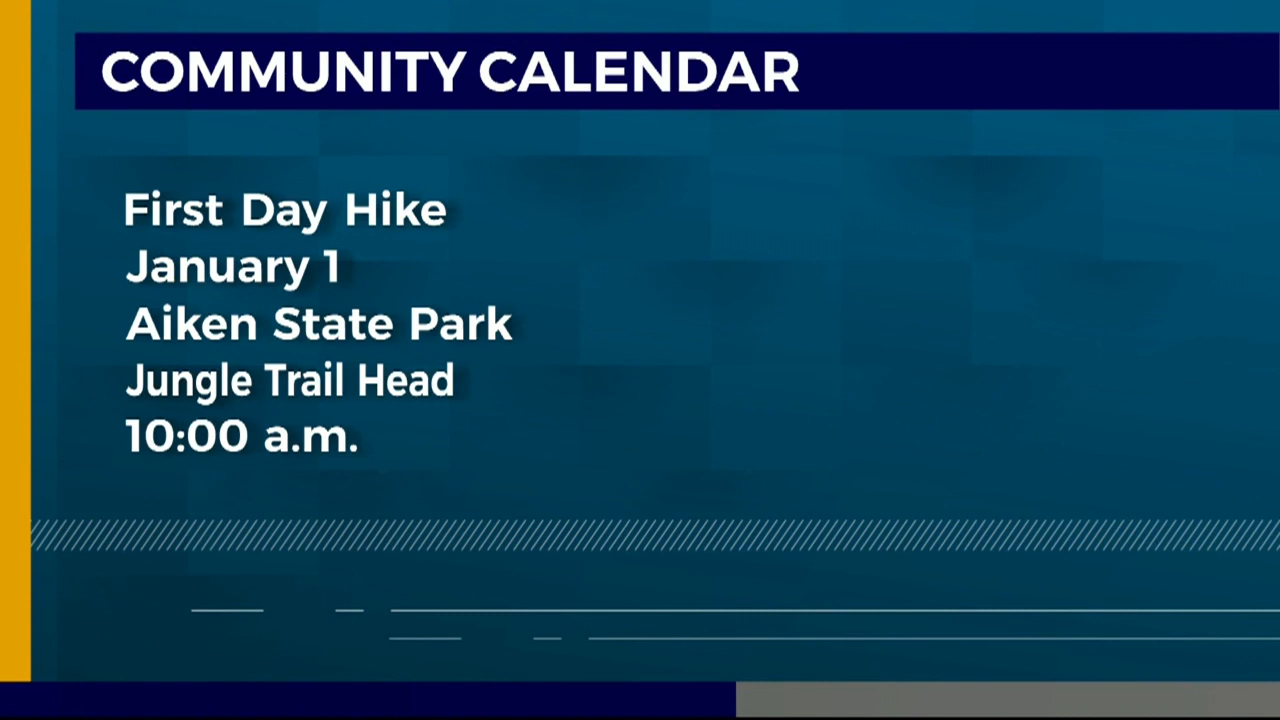 COMMUNITY CALENDAR
First Day Hike
January 1
Aiken State Park
Jungle Trail Head
10:00 a.m.